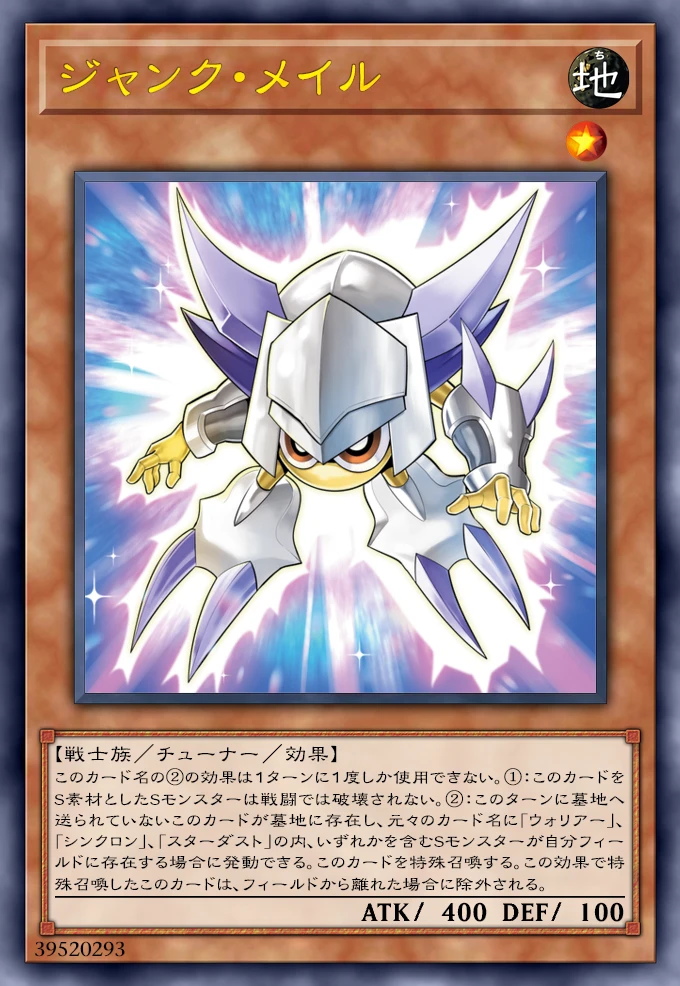 ジャンク・メイル
ち
地
【戦士族／チューナー／効果】
このカード名の②の効果は１ターンに１度しか使用できない。①：このカードを
S素材としたSモンスターは戦闘では破壊されない。②：このターンに墓地へ
送られていないこのカードが墓地に存在し、元々のカード名に「ウォリアー」、
「シンクロン」、「スターダスト」の内、いずれかを含むSモンスターが自分フィー
ルドに存在する場合に発動できる。このカードを特殊召喚する。この効果で特
殊召喚したこのカードは、フィールドから離れた場合に除外される。
ATK/ 400 DEF/ 100
39520293